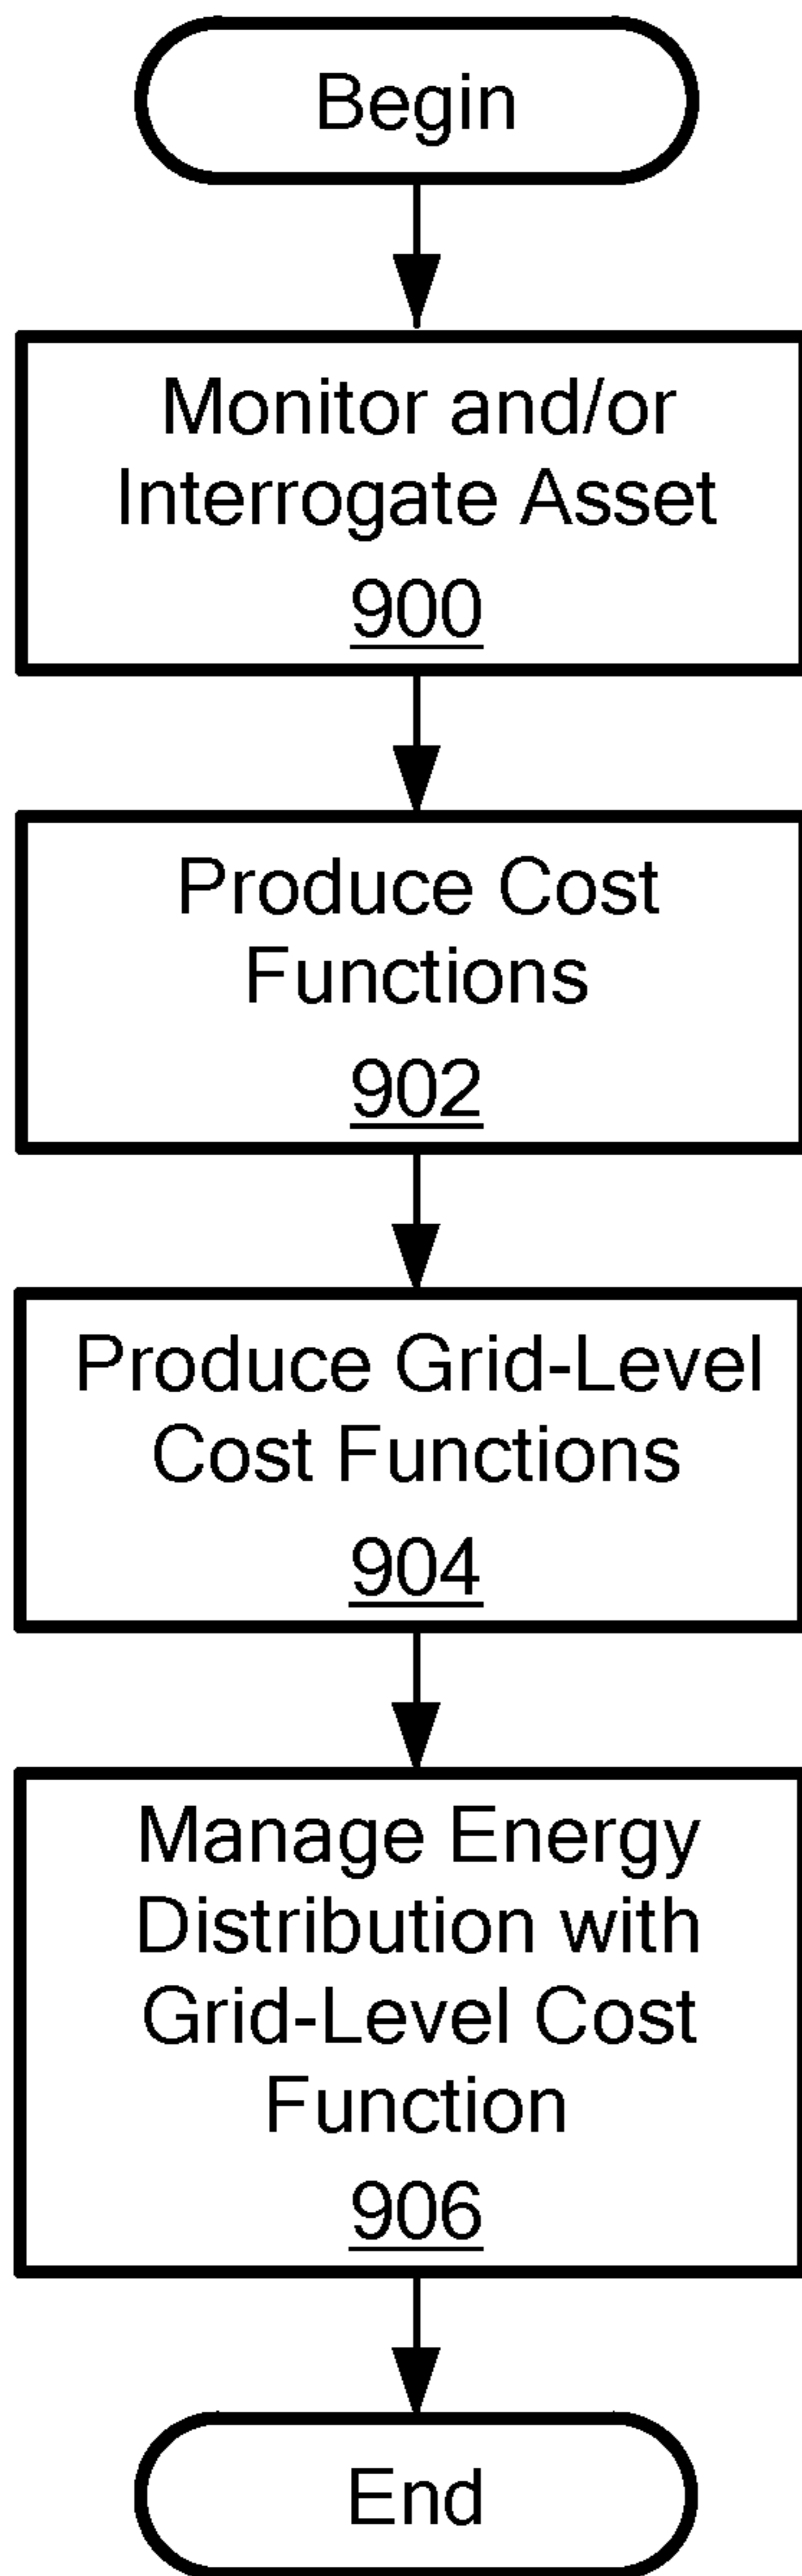 Begin
Monitor and/or
Interrogate Asset
900
Produce Cost
Functions
902
Produce Grid-Level
Cost Functions
904
Manage Energy
Distribution with
Grid-Level Cost
Function
906
End